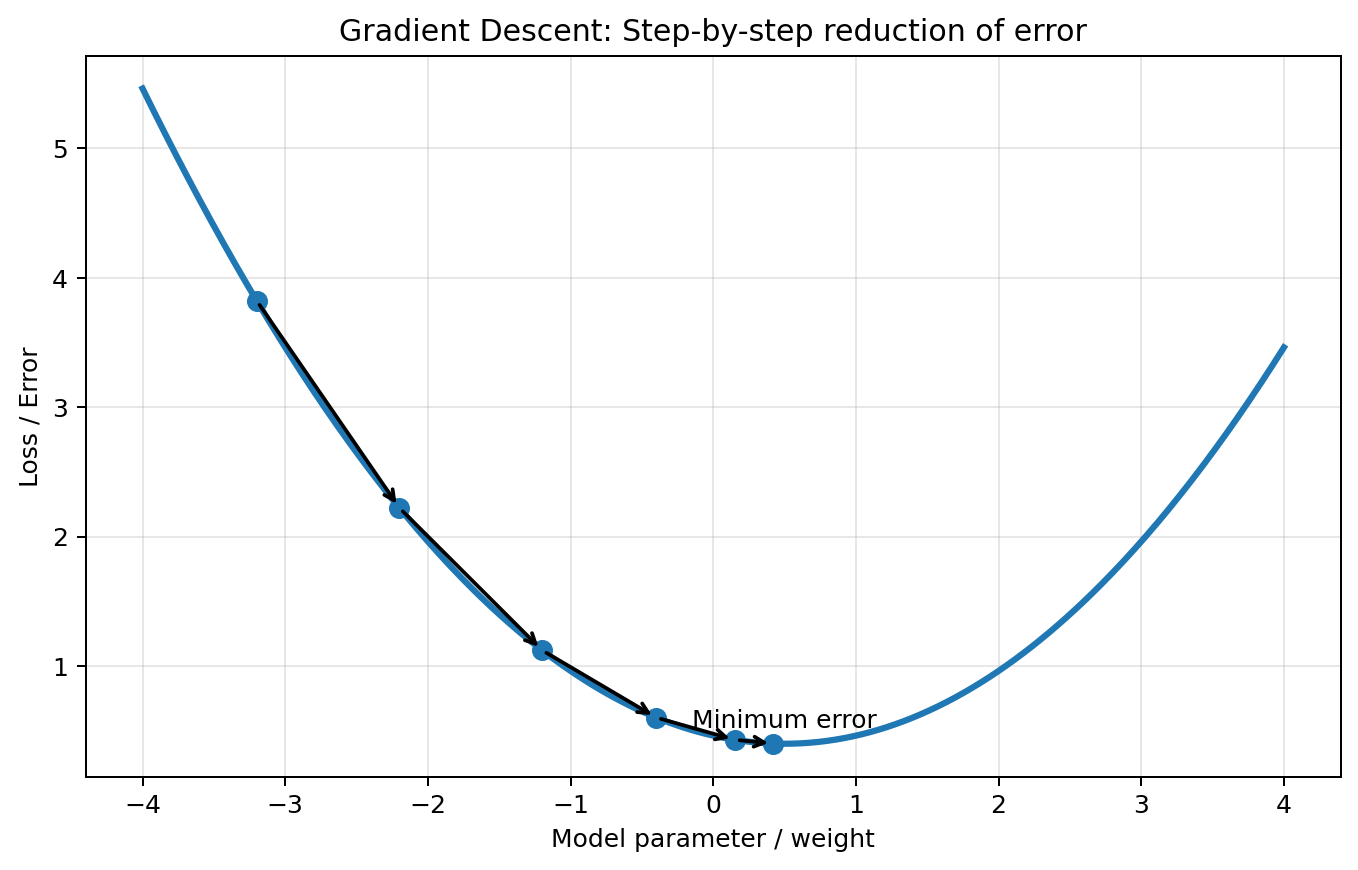 Gradient Descent: Step-by-step reduction of error
Loss / Error
5
4
3
2
1
Minimum error
−4 −3 −2 −1 0 1 2 3 4
Model parameter / weight